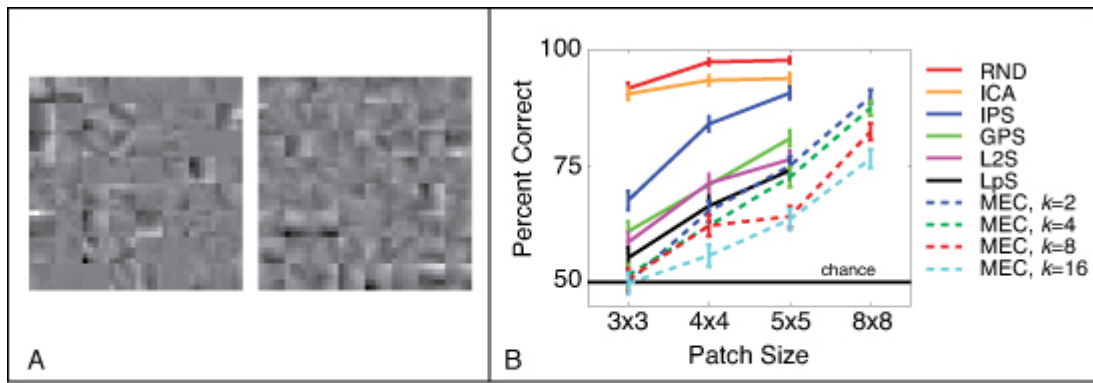 A
B
Percent Correct
100
75
50
chance
3x3 4x4 5x5 8x8
Patch Size
RND
ICA
IPS
GPS
L2S
LpS
MEC, k=2
MEC, k=4
MEC, k=8
MEC, k=16